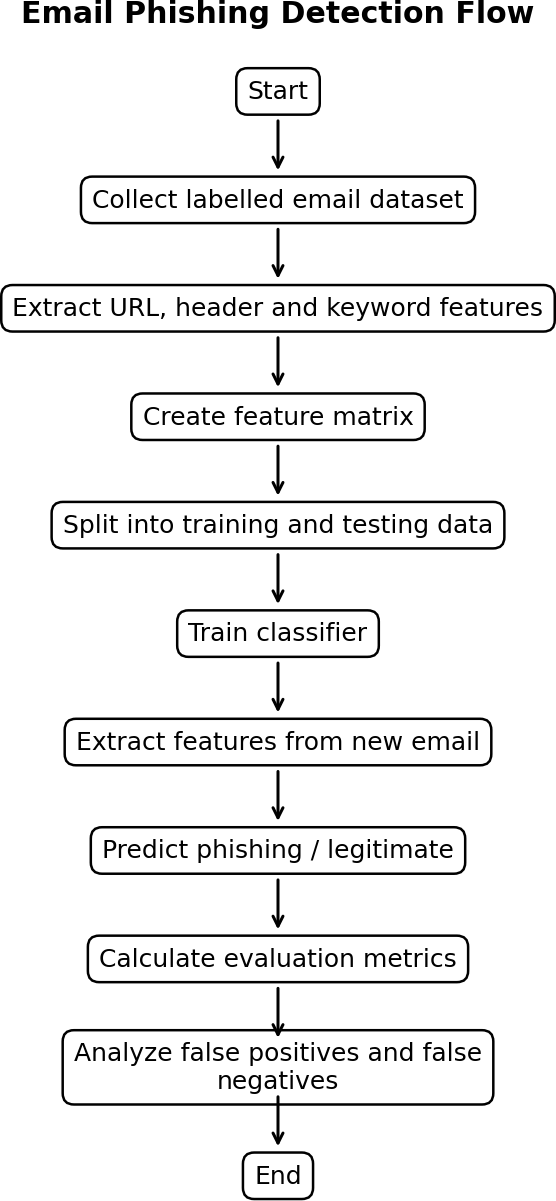 Email Phishing Detection Flow
Start
Collect labelled email dataset
Extract URL, header and keyword features
Create feature matrix
Split into training and testing data
Train classifier
Extract features from new email
Predict phishing / legitimate
Calculate evaluation metrics
Analyze false positives and false
negatives
End